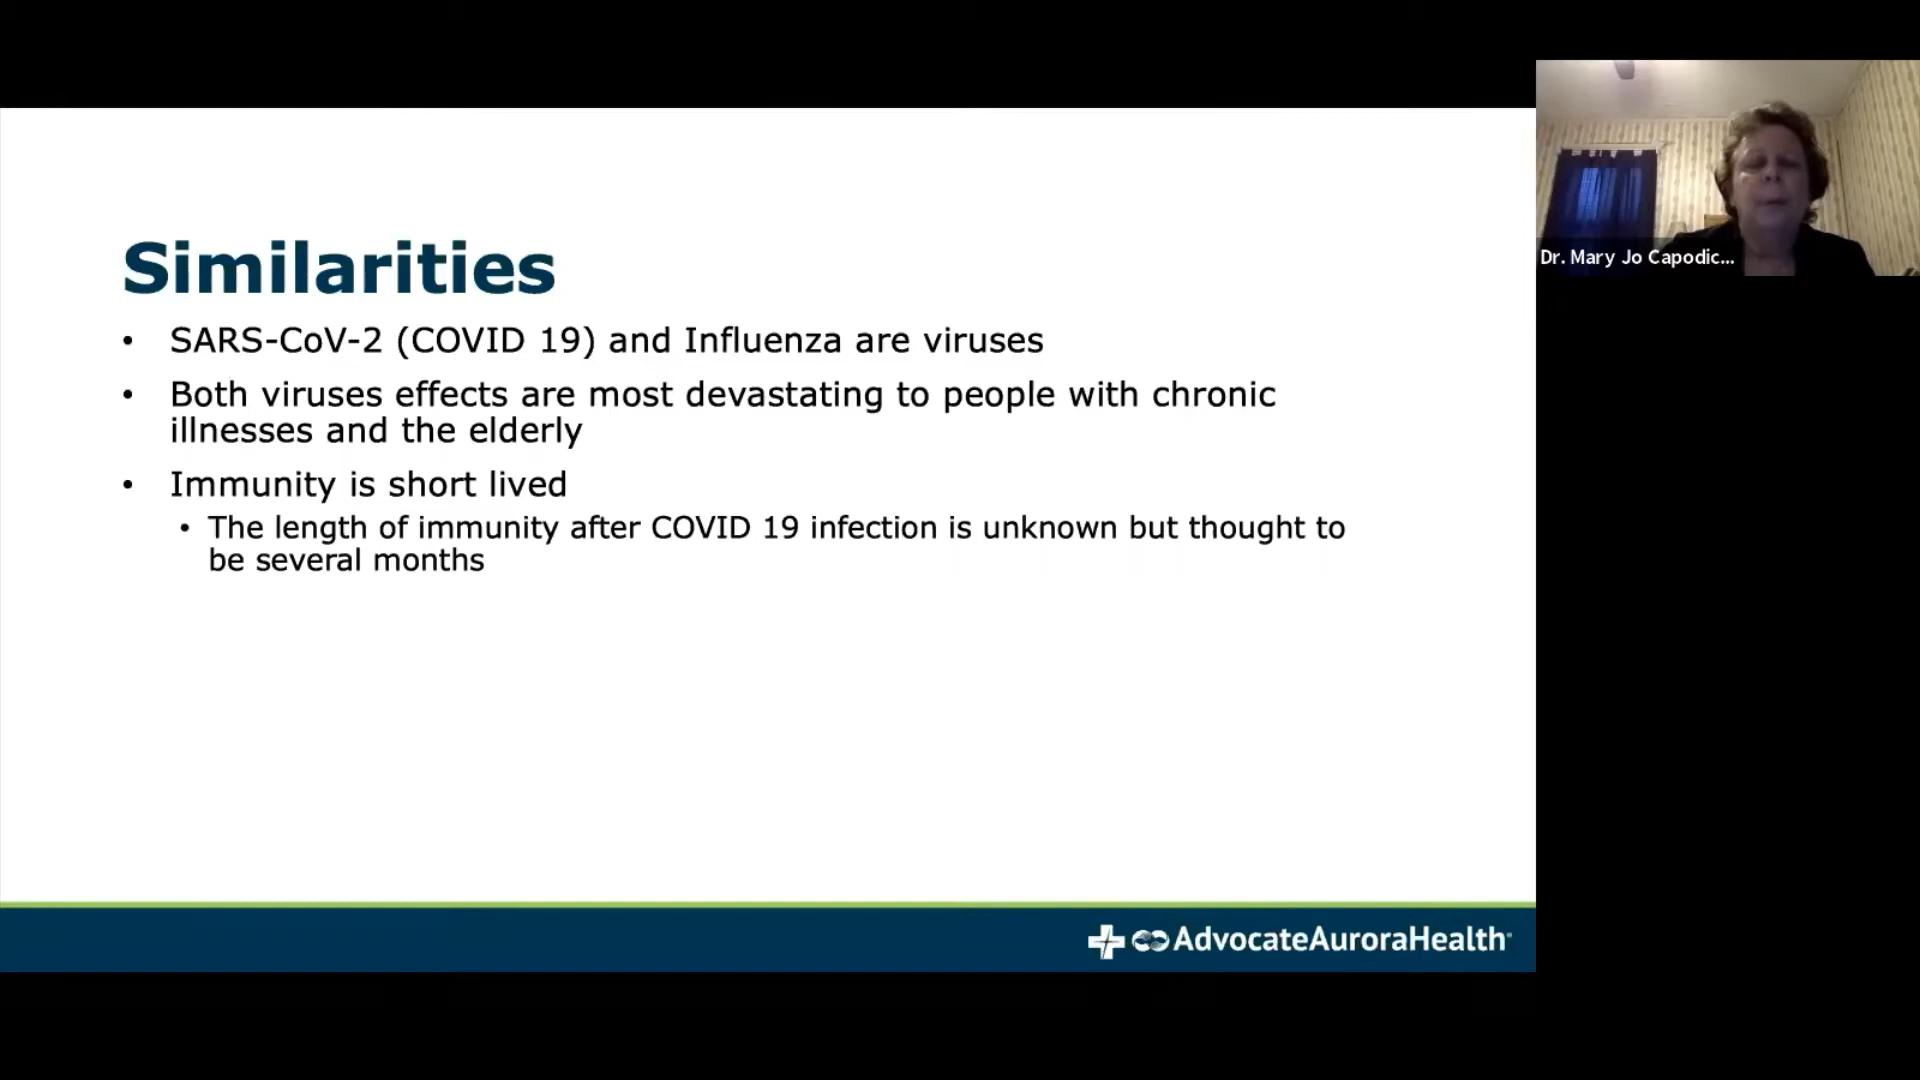 Similarities
• SARS-CoV-2 (COVID 19) and Influenza are viruses
• Both viruses effects are most devastating to people with chronic
illnesses and the elderly
• Immunity is short lived
• The length of immunity after COVID 19 infection is unknown but thought to
be several months
AdvocateAuroraHealth
Dr. Mary Jo Capodic...